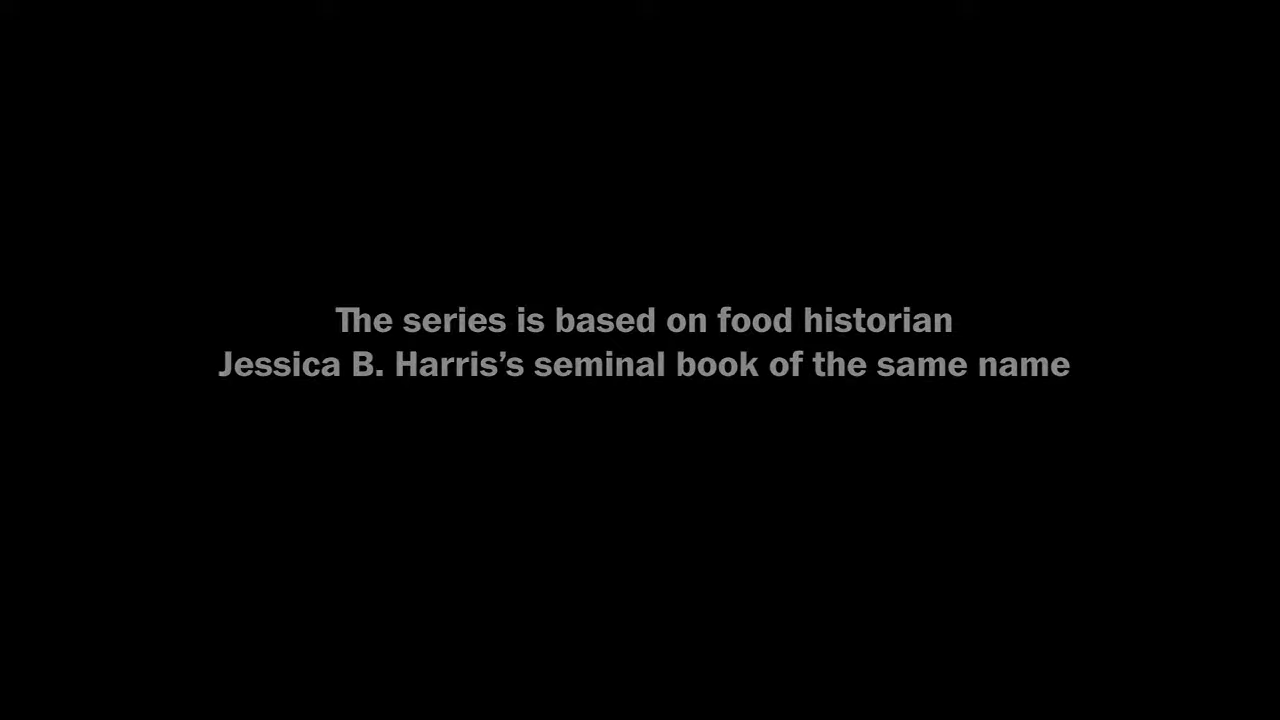 The series is based on food historian
Jessica B. Harris’s seminal book of the same name